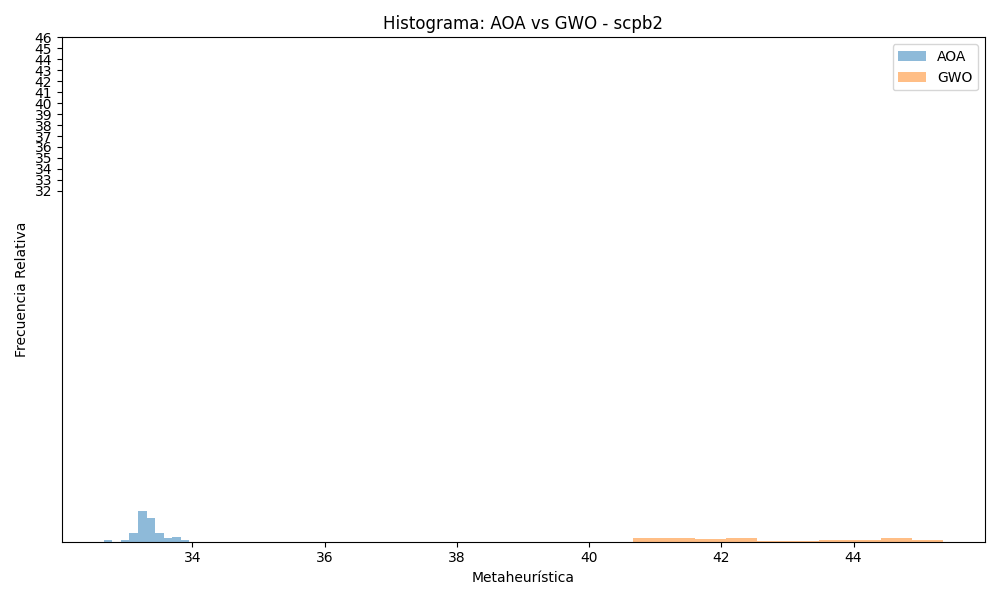 Histograma: AOA vs GWO - scpb2
46
45
44
43
42
41
40
39
38
37
36
35
34
33
32
Frecuencia Relativa
AOA
GWO
34 36 38 40 42 44
Metaheurística